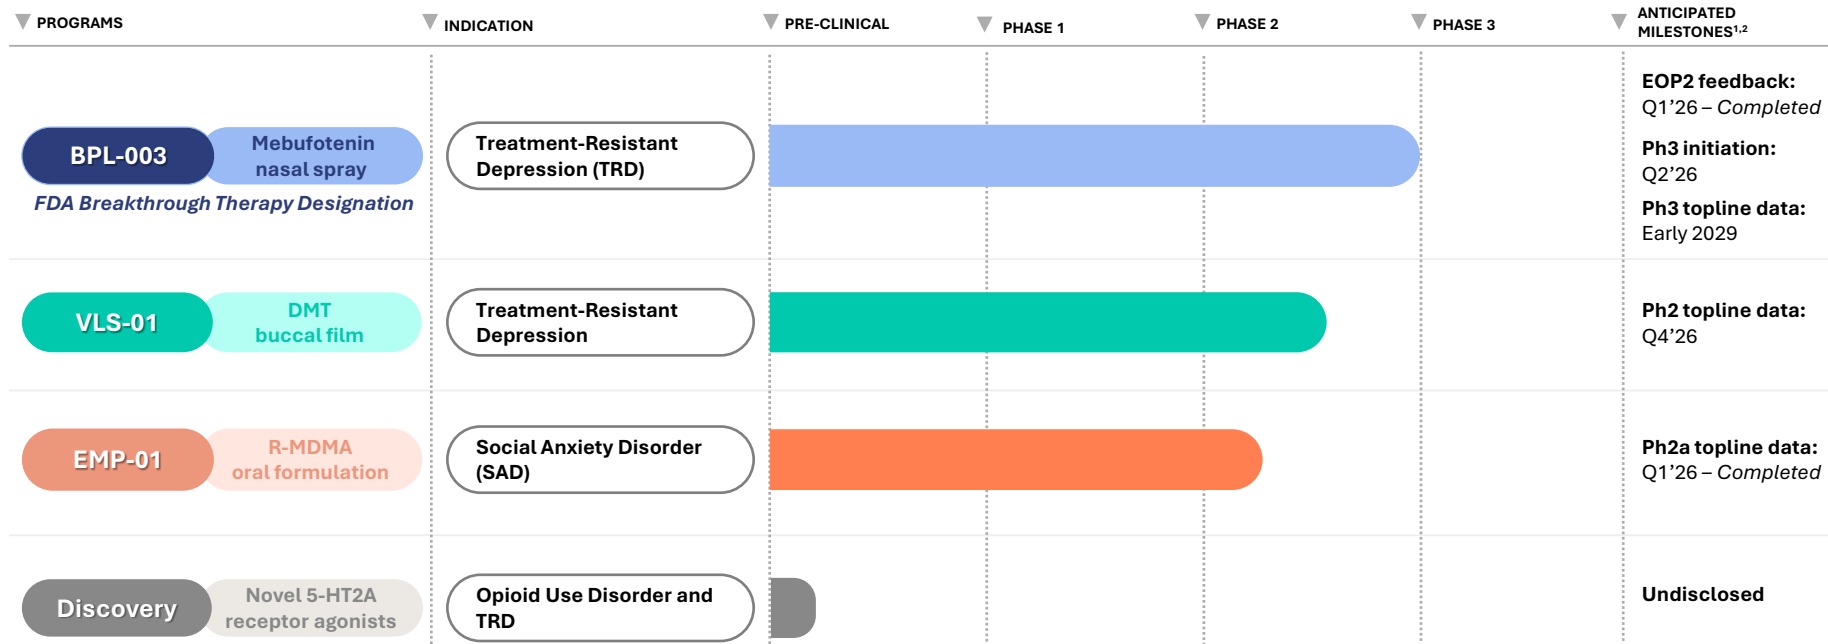 PROGRAMS
INDICATION
PRE-CLINICAL
PHASE 1
PHASE 2
PHASE 3
ANTICIPATED
MILESTONES1,2
BPL-003
Mebufotenin
nasal spray
FDA Breakthrough Therapy Designation
Treatment-Resistant
Depression (TRD)
EOP2 feedback:
Q1’26 – Completed
Ph3 initiation:
Q2’26
Ph3 topline data:
Early 2029
VLS-01
DMT
buccal film
Treatment-Resistant
Depression
Ph2 topline data:
Q4’26
EMP-01
R-MDMA
oral formulation
Social Anxiety Disorder
(SAD)
Ph2a topline data:
Q1’26 – Completed
Discovery
Novel 5-HT2A
receptor agonists
Opioid Use Disorder and
TRD
Undisclosed